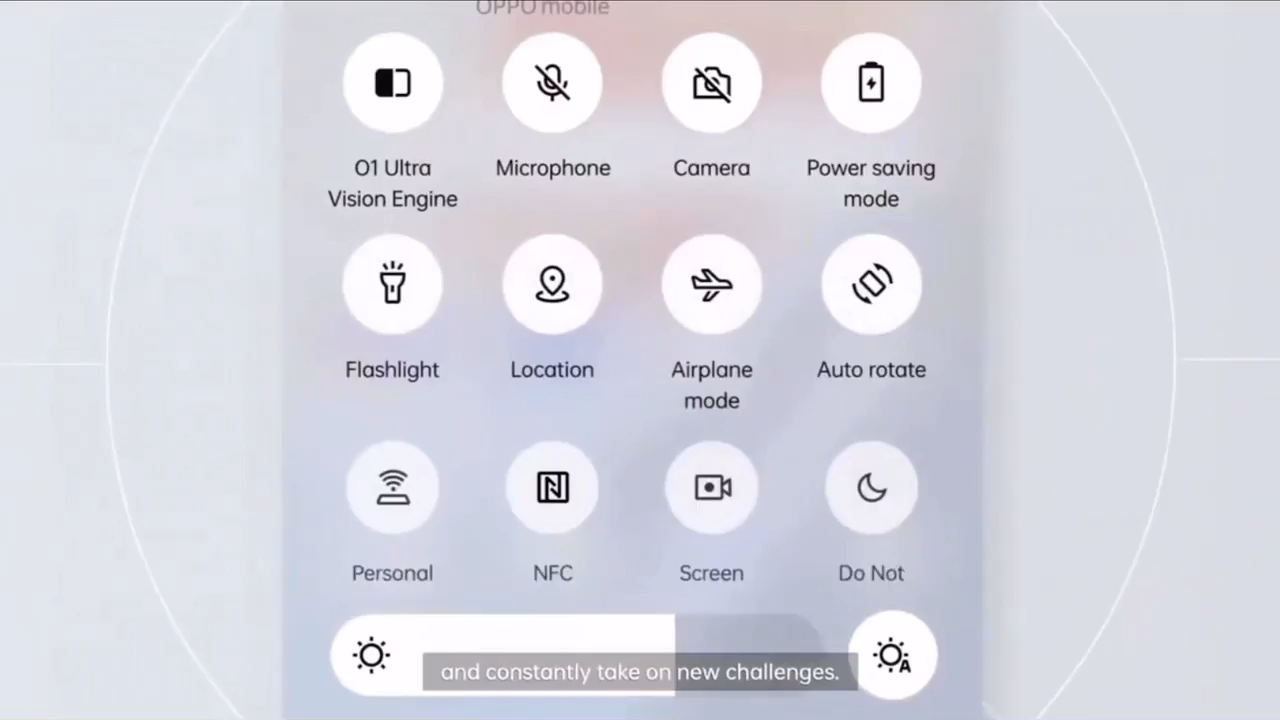 OPPO mobile
O1 Ultra
Vision Engine
Microphone
Camera
Power saving
mode
Flashlight
Location
Airplane
mode
Auto rotate
Personal
NFC
Screen
Do Not
A
and constantly take on new challenges.